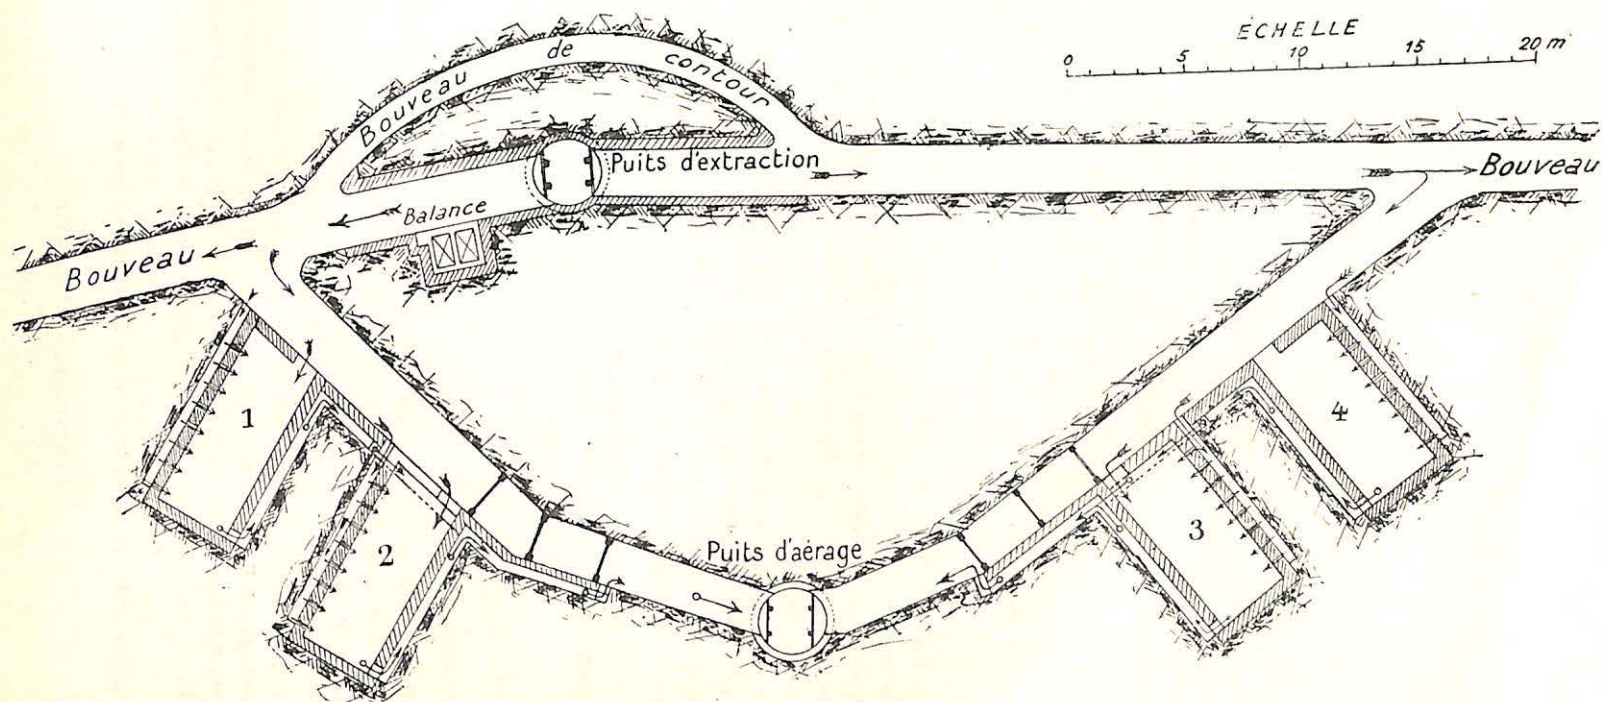 ÉCHELLE
0 5 10 15 20 m
Bouveau de contour
Puits d'extraction
Bouveau
Balance
Bouveau
1
4
2
3
Puits d'aérage